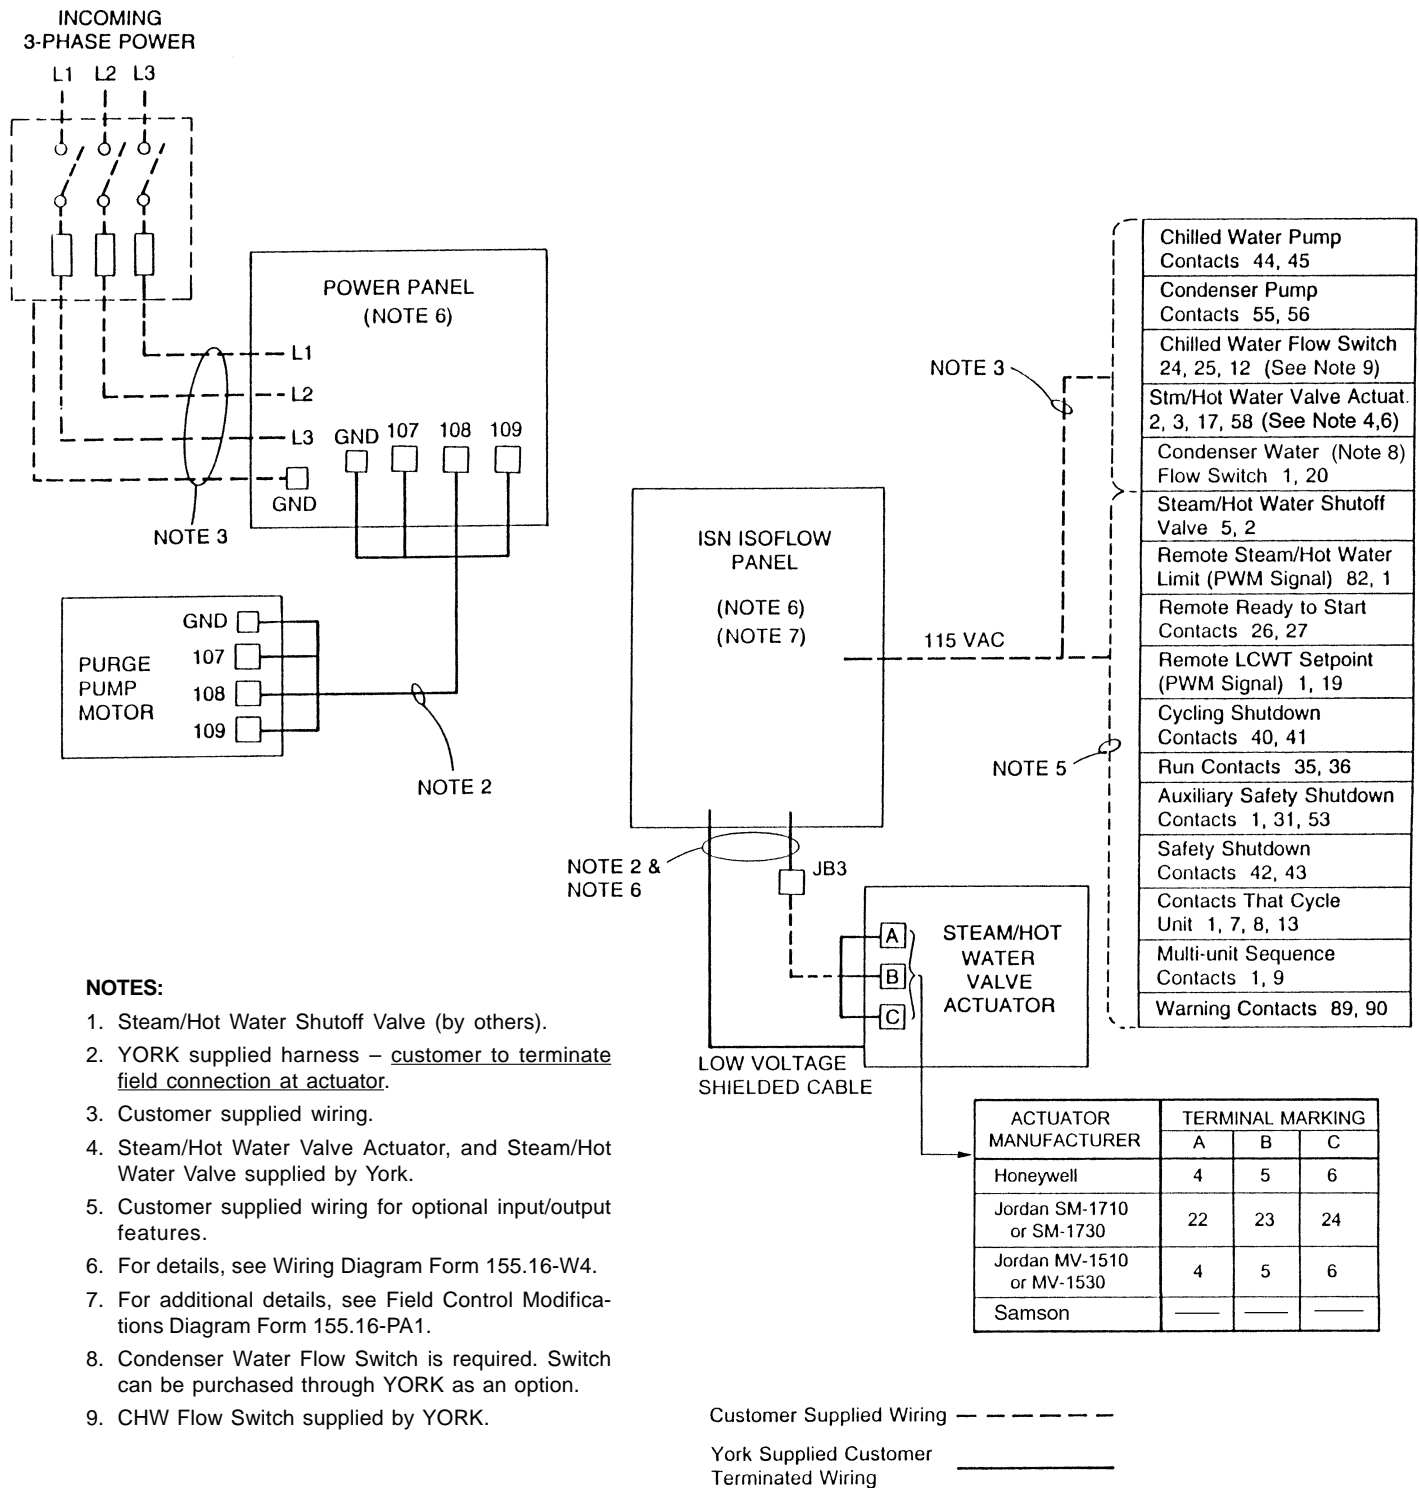 INCOMING
3-PHASE POWER
L1 L2 L3
POWER PANEL
(NOTE 6)
L1
L2
L3
GND 107 108 109
GND
NOTE 3
PURGE
PUMP
MOTOR
GND
107
108
109
NOTE 2
ISN ISOFLOW
PANEL
(NOTE 6)
(NOTE 7)
115 VAC
NOTE 3
NOTE 5
Chilled Water Pump
Contacts 44, 45
Condenser Pump
Contacts 55, 56
Chilled Water Flow Switch
24, 25, 12 (See Note 9)
Stm/Hot Water Valve Actuat.
2, 3, 17, 58 (See Note 4,6)
Condenser Water (Note 8)
Flow Switch 1, 20
Steam/Hot Water Shutoff
Valve 5, 2
Remote Steam/Hot Water
Limit (PWM Signal) 82, 1
Remote Ready to Start
Contacts 26, 27
Remote LCWT Setpoint
(PWM Signal) 1, 19
Cycling Shutdown
Contacts 40, 41
Run Contacts 35, 36
Auxiliary Safety Shutdown
Contacts 1, 31, 53
Safety Shutdown
Contacts 42, 43
Contacts That Cycle
Unit 1, 7, 8, 13
Multi-unit Sequence
Contacts 1, 9
Warning Contacts 89, 90
NOTE 2 &
NOTE 6
JB3
A
B
C
STEAM/HOT
WATER
VALVE
ACTUATOR
LOW VOLTAGE
SHIELDED CABLE
ACTUATOR
MANUFACTURER
TERMINAL MARKING
A B C
Honeywell 4 5 6
Jordan SM-1710
or SM-1730
22 23 24
Jordan MV-1510
or MV-1530
4 5 6
Samson
NOTES:
1. Steam/Hot Water Shutoff Valve (by others).
2. YORK supplied harness – customer to terminate
field connection at actuator.
3. Customer supplied wiring.
4. Steam/Hot Water Valve Actuator, and Steam/Hot
Water Valve supplied by York.
5. Customer supplied wiring for optional input/output
features.
6. For details, see Wiring Diagram Form 155.16-W4.
7. For additional details, see Field Control Modifica-
tions Diagram Form 155.16-PA1.
8. Condenser Water Flow Switch is required. Switch
can be purchased through YORK as an option.
9. CHW Flow Switch supplied by YORK.
Customer Supplied Wiring
York Supplied Customer
Terminated Wiring